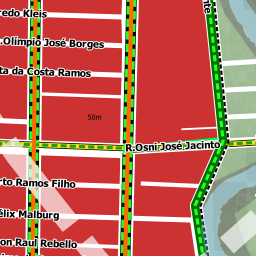 redo Kleis
nte
.Olímpio José Borges
ta da Costa Ramos
50m
R.Osni José Jacinto
rto Ramos Filho
élix Malburg
on Raul Rebello